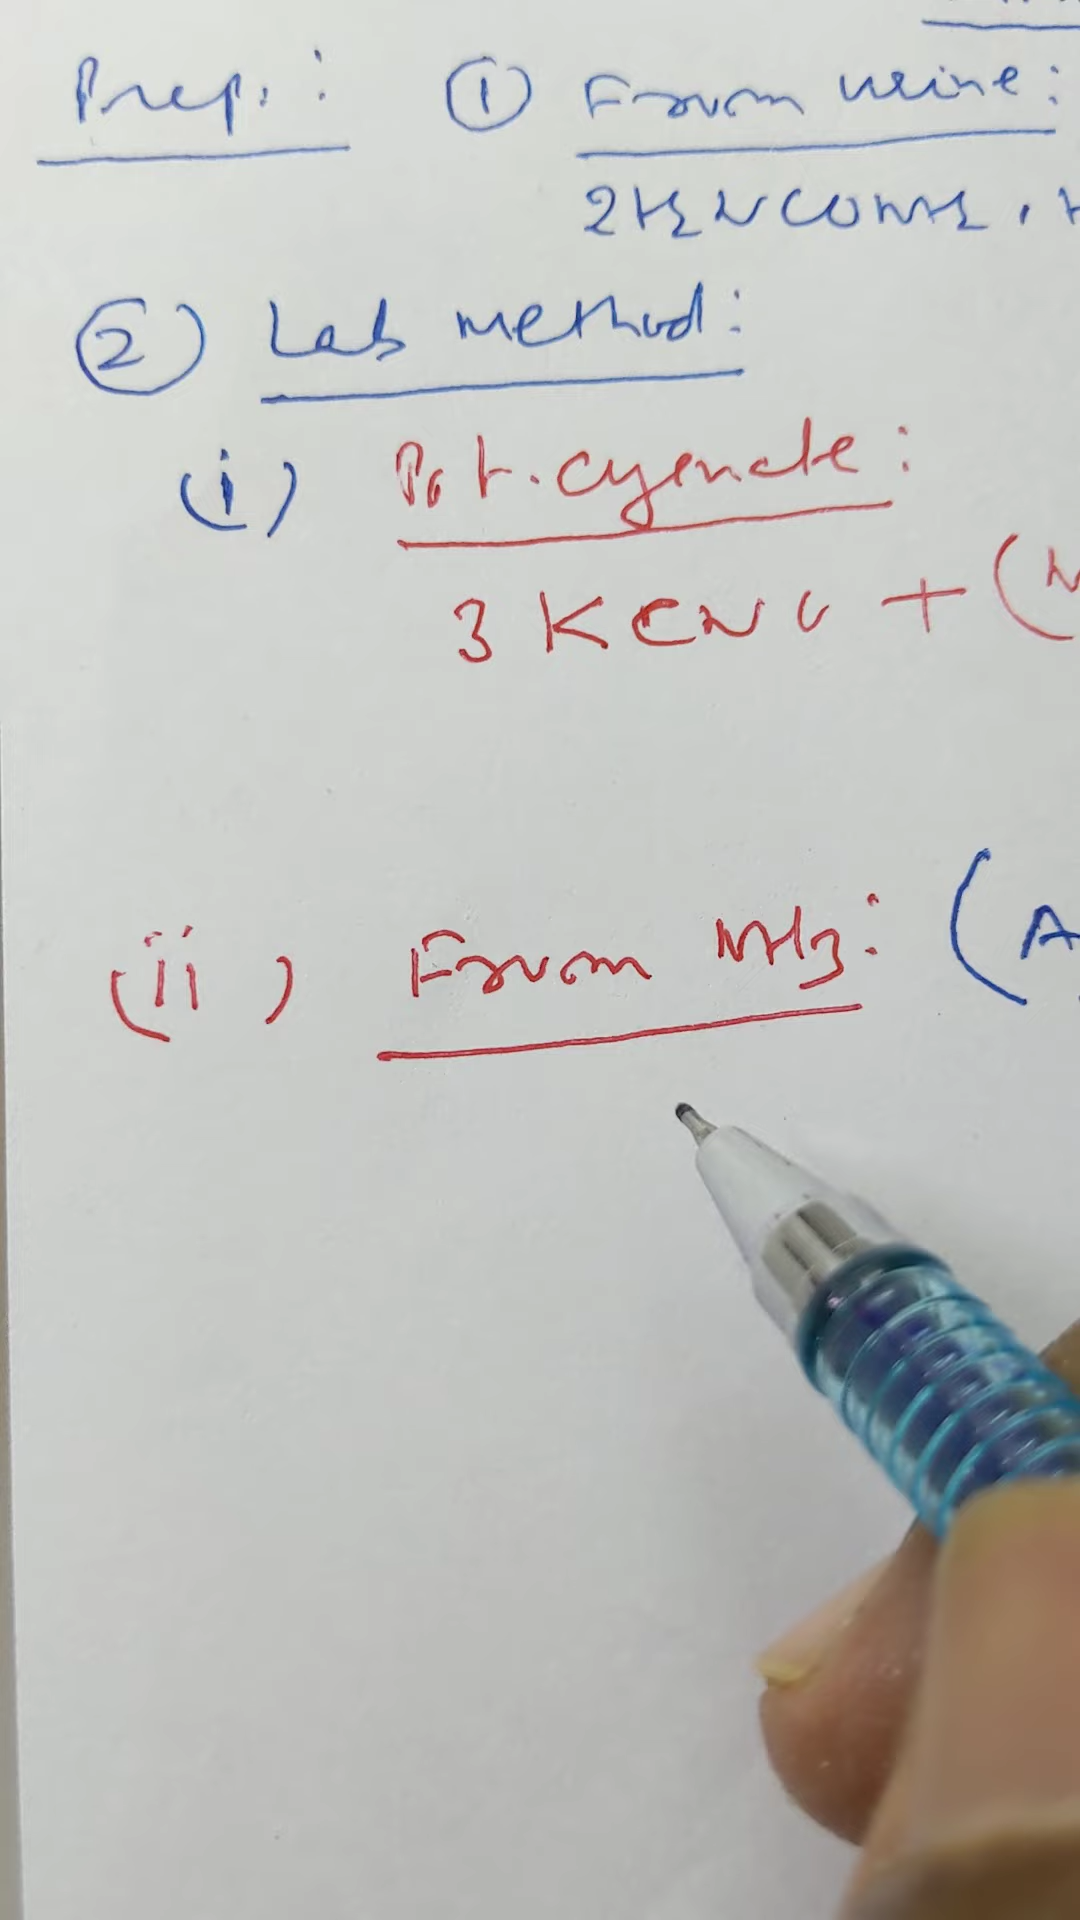 Prep. : ① From urine :
2H₂NCONH₂ .
② Lab method :
(i) Pot. cyanate :
3 KCNO + (N
(ii) From NH₃ : (A